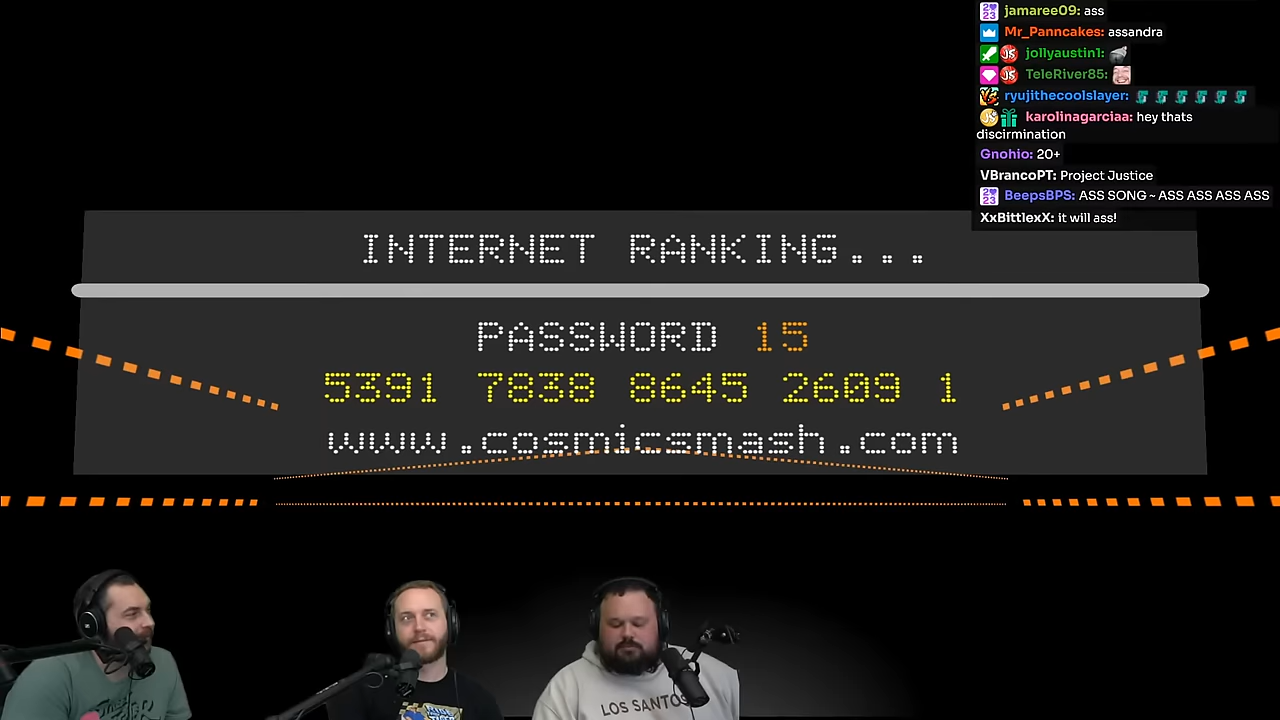 jamaree09: ass
Mr_Panncakes: assandra
jollyaustin1:
TeleRiver85:
ryujithecoolslayer:
karolinagarciaa: hey thats
discirmination
Gnohio: 20+
VBrancoPT: Project Justice
BeepsBPS: ASS SONG ~ ASS ASS ASS ASS
XxBittlexX: it will ass!
INTERNET RANKING...
PASSWORD 15
5391 7838 8645 2609 1
www.cosmicsmash.com
LOS SANTOS